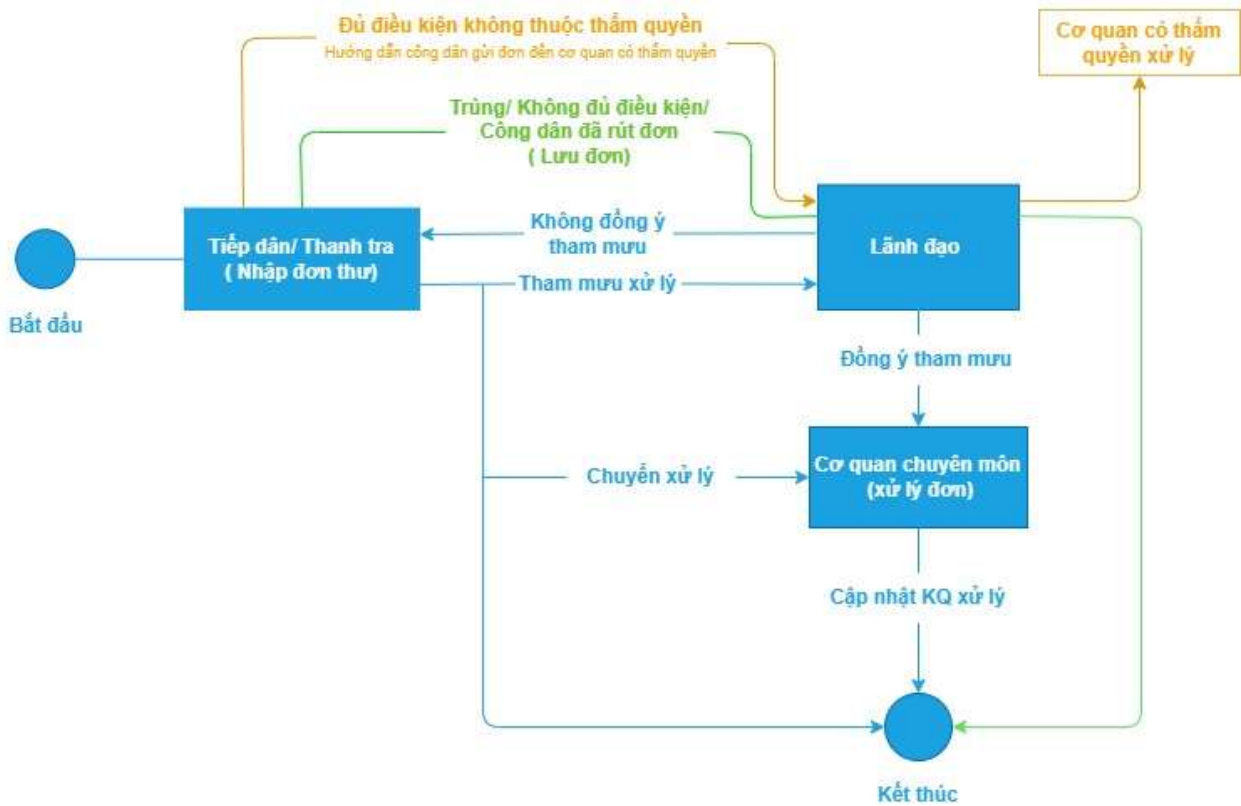 Đủ điều kiện không thuộc thẩm quyền
Hướng dẫn công dân gửi đơn đến cơ quan có thẩm quyền
Cơ quan có thẩm
quyền xử lý
Trùng/ Không đủ điều kiện/
Công dân đã rút đơn
( Lưu đơn)
Tiếp dân/ Thanh tra
( Nhập đơn thư)
Không đồng ý
tham mưu
Lãnh đạo
Tham mưu xử lý
Bắt đầu
Đồng ý tham mưu
Chuyển xử lý
Cơ quan chuyên môn
(xử lý đơn)
Cập nhật KQ xử lý
Kết thúc